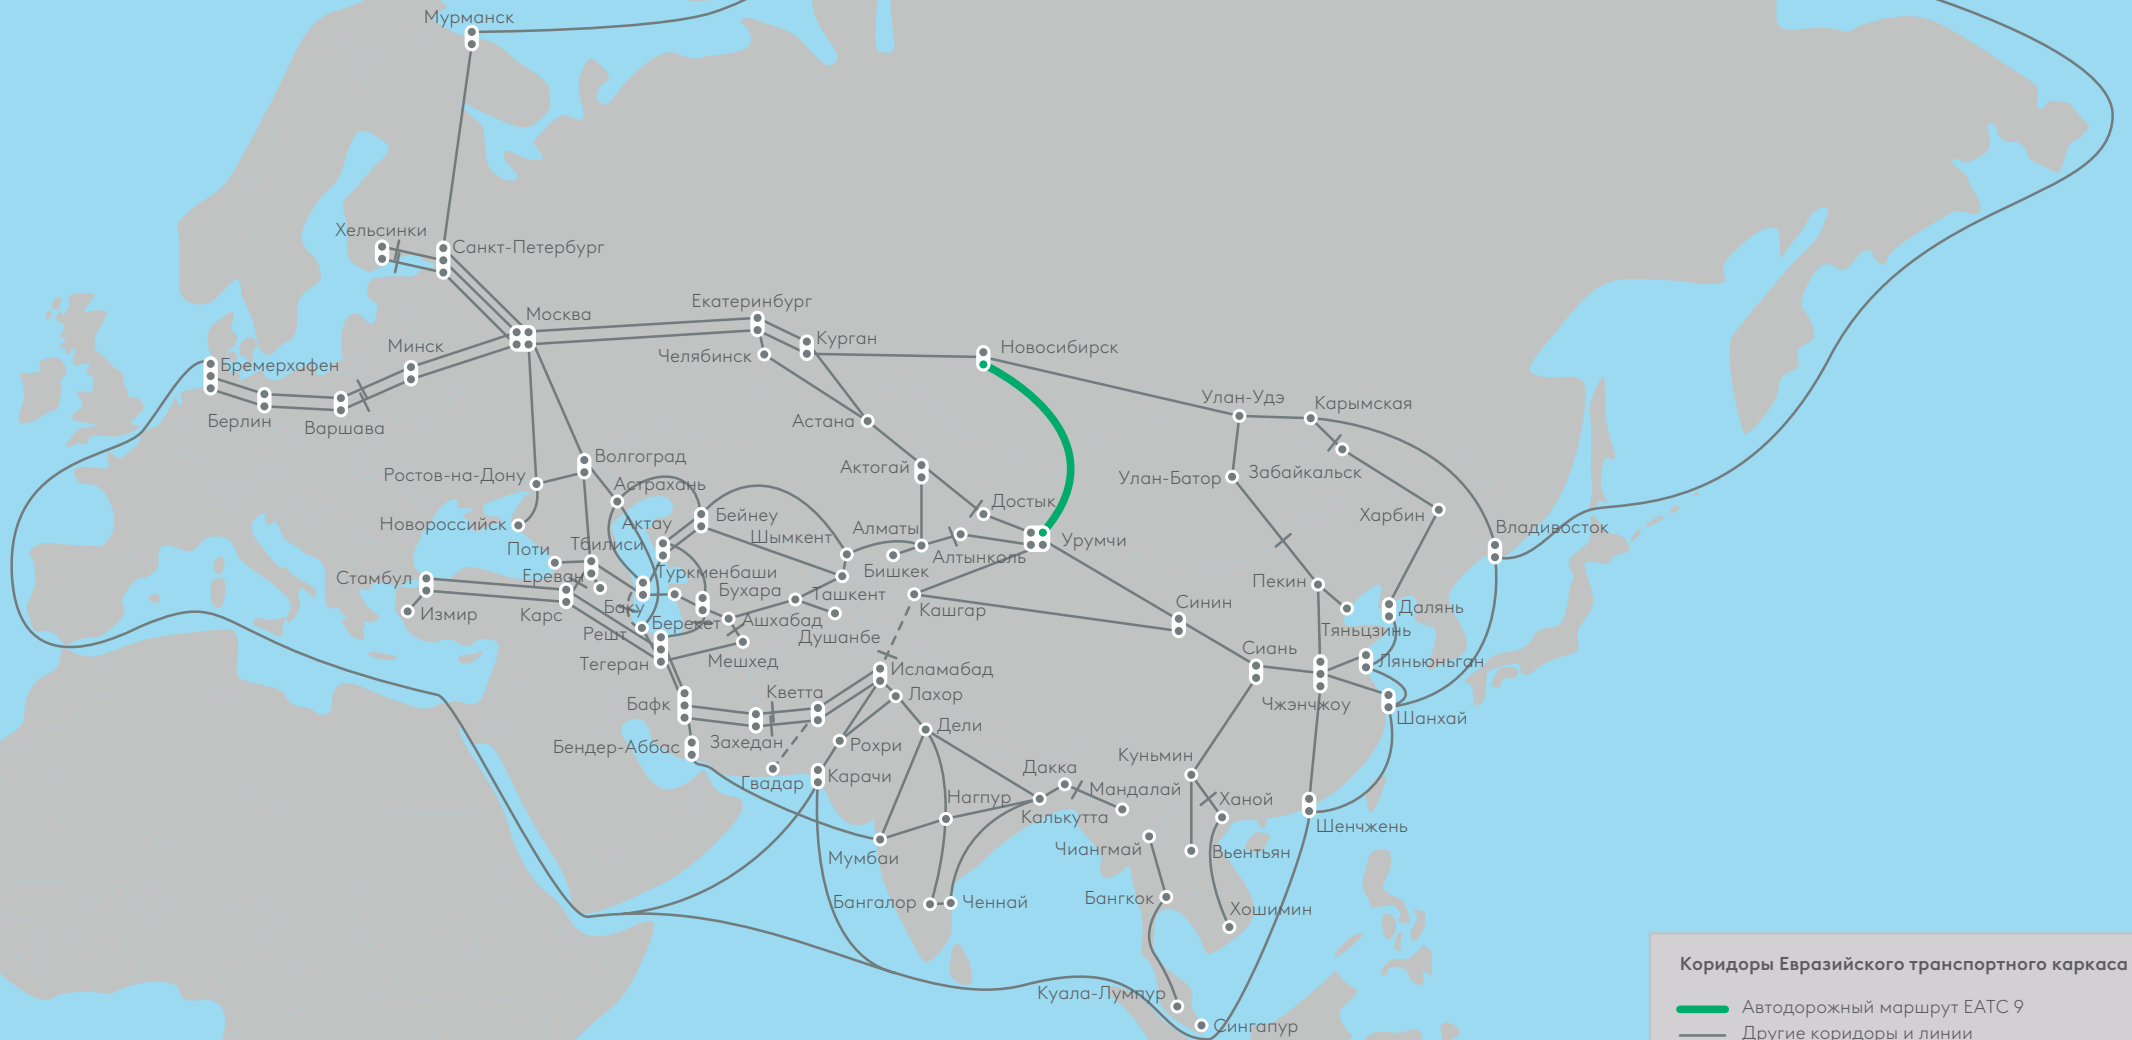 Мурманск
Хельсинки
Санкт-Петербург
Екатеринбург
Москва
Курган
Минск
Новосибирск
Челябинск
Бремерхафен
Улан-Удэ
Карымская
Берлин
Варшава
Астана
Волгоград
Актогай
Ростов-на-Дону
Улан-Батор
Забайкальск
Астрахань
Достык
Бейнеу
Харбин
Новороссийск
Актау
Алматы
Владивосток
Шымкент
Урумчи
Поти
Тбилиси
Алтынколь
Ереван
Туркменбаши
Бишкек
Стамбул
Пекин
Бухара
Ташкент
Синин
Баку
Кашгар
Далянь
Измир
Карс
Берекет
Ашхабад
Решт
Душанбе
Тяньцзинь
Сиань
Тегеран
Мешхед
Ляньюньган
Исламабад
Кветта
Лахор
Бафк
Чжэнчжоу
Шанхай
Дели
Захедан
Бендер-Аббас
Рохри
Куньмин
Дакка
Карачи
Гвадар
Мандалай
Нагпур
Ханой
Калькутта
Шенчжень
Чиангмай
Вьентьян
Мумбаи
Бангкок
Бангалор
Ченнай
Хошимин
Куала-Лумпур
Сингапур
Коридоры Евразийского транспортного каркаса
Автодорожный маршрут ЕАТС 9
Другие коридоры и линии